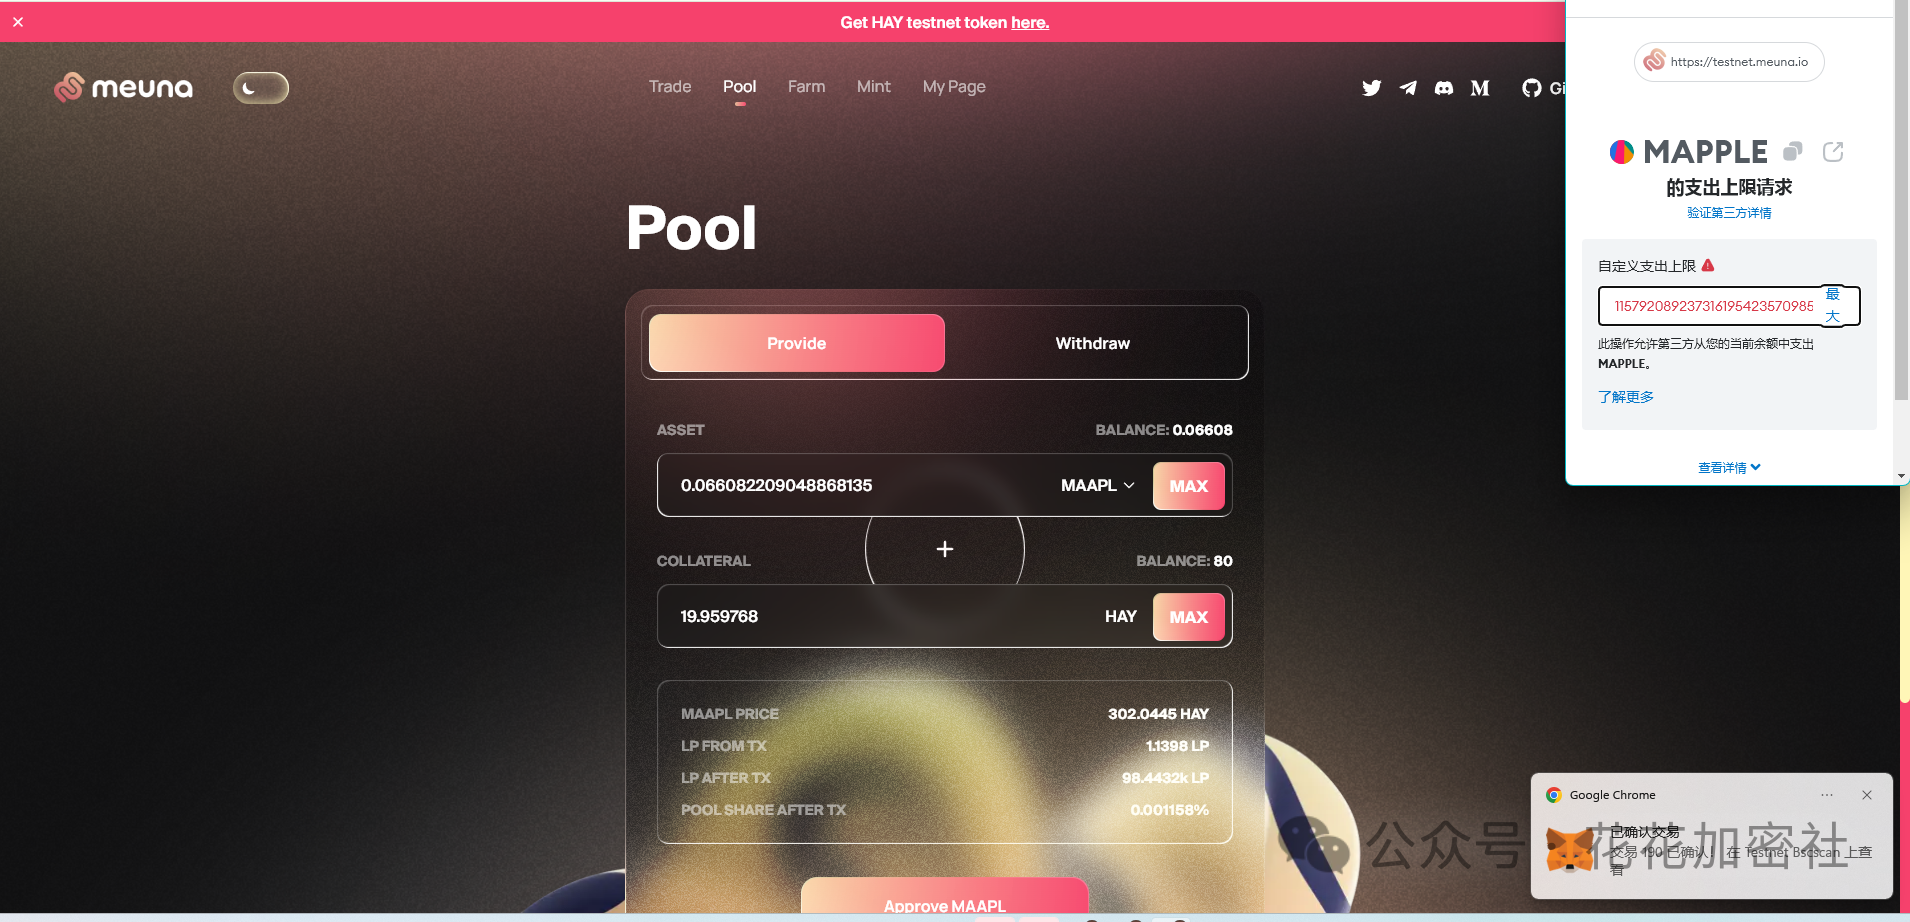 Get HAY testnet token here.
meuna
Trade
Pool
Farm
Mint
My Page
M
Gi
Pool
Provide
Withdraw
ASSET
BALANCE: 0.06608
0.066082209048868135
MAAPL
MAX
COLLATERAL
BALANCE: 80
19.959768
HAY
MAX
MAAPL PRICE
302.0445 HAY
LP FROM TX
1.1398 LP
LP AFTER TX
98.4432k LP
POOL SHARE AFTER TX
0.001158%
Approve MAAPL
https://testnet.meuna.io
MAPPLE
的支出上限请求
验证第三方详情
自定义支出上限
115792089237316195423570985
最
大
此操作允许第三方从您的当前余额中支出
MAPPLE。
了解更多
查看详情
Google Chrome
已确认交易
交易 190 已确认！ 在 Testnet Bscscan 上查
看
公众号
花花加密社